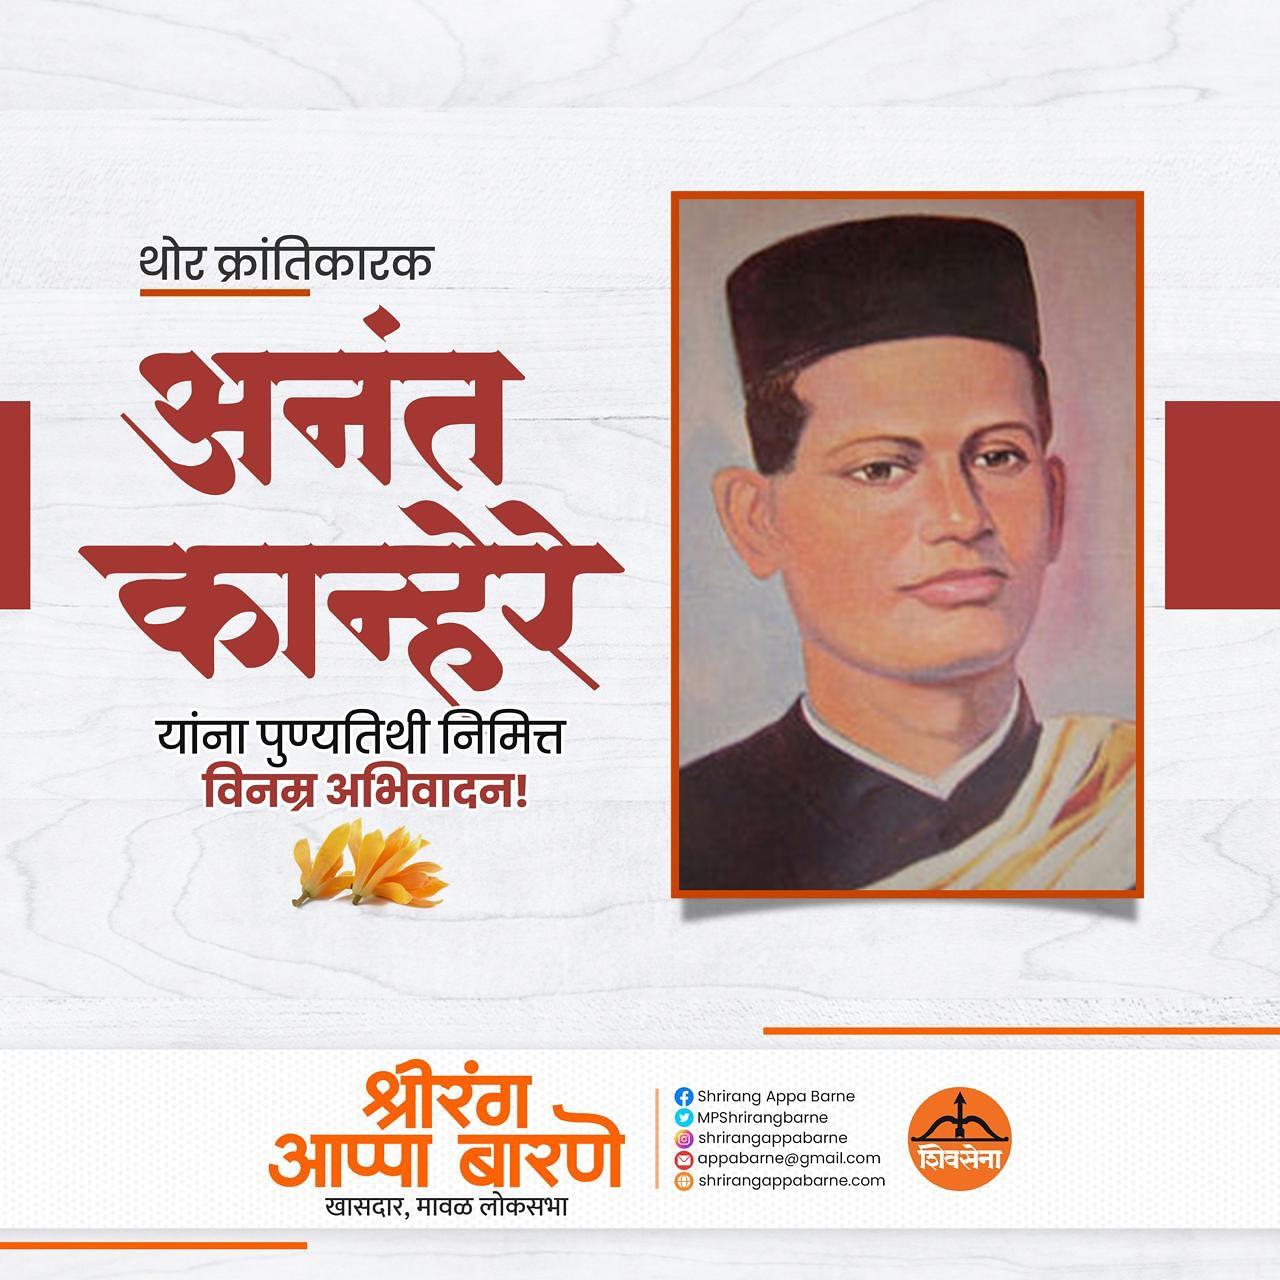 थोर क्रांतिकारक
अनंत
कान्हेरे
यांना पुण्यतिथी निमित्त
विनम्र अभिवादन!
श्रीरंग
आप्पा बारणे
खासदार, मावळ लोकसभा
Shrirang Appa Barne
MPShrirangbarne
shrirangappabarne
appabarne@gmail.com
shrirangappabarne.com
शिवसेना